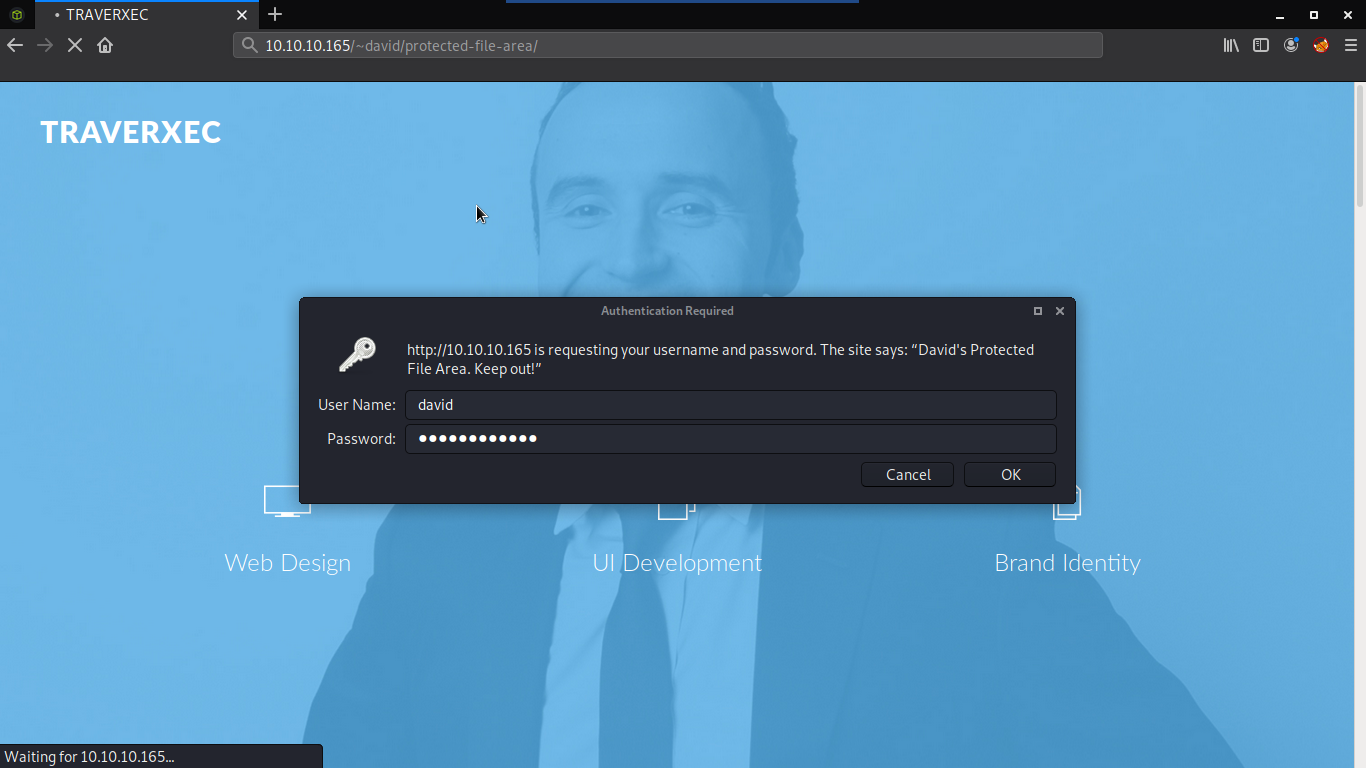 TRAVERXEC
10.10.10.165/~david/protected-file-area/
TRAVERXEC
Authentication Required
http://10.10.10.165 is requesting your username and password. The site says: “David's Protected
File Area. Keep out!”
User Name: david
Password: ●●●●●●●●●●●●
Cancel OK
Web Design UI Development Brand Identity
Waiting for 10.10.10.165...